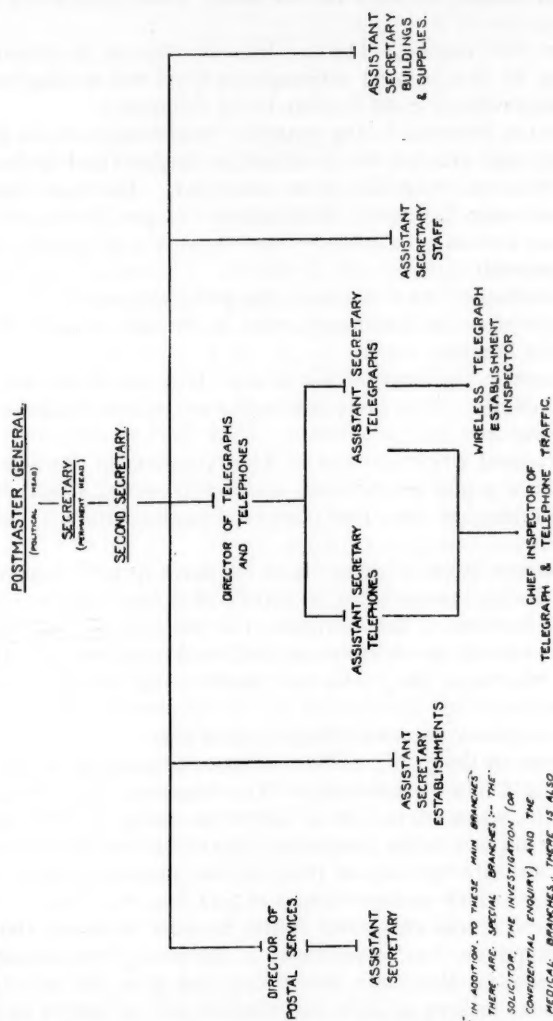 POSTMASTER GENERAL.
(POLITICAL HEAD)
SECRETARY
(PERMANENT HEAD)
SECOND SECRETARY.
DIRECTOR OF
POSTAL SERVICES.
ASSISTANT
SECRETARY
ASSISTANT
SECRETARY
ESTABLISHMENTS
DIRECTOR OF TELEGRAPHS
AND TELEPHONES
ASSISTANT SECRETARY
TELEPHONES
ASSISTANT SECRETARY
TELEGRAPHS
WIRELESS TELEGRAPH
ESTABLISHMENT
INSPECTOR
CHIEF INSPECTOR OF
TELEGRAPH & TELEPHONE TRAFFIC.
ASSISTANT
SECRETARY
STAFF.
ASSISTANT
SECRETARY
BUILDINGS
& SUPPLIES.
IN ADDITION. TO THESE MAIN BRANCHES
THERE ARE SPECIAL BRANCHES :- THE
SOLICITOR, THE INVESTIGATION (OR
CONFIDENTIAL ENQUIRY) AND THE
MEDICAL BRANCHES, THERE IS ALSO